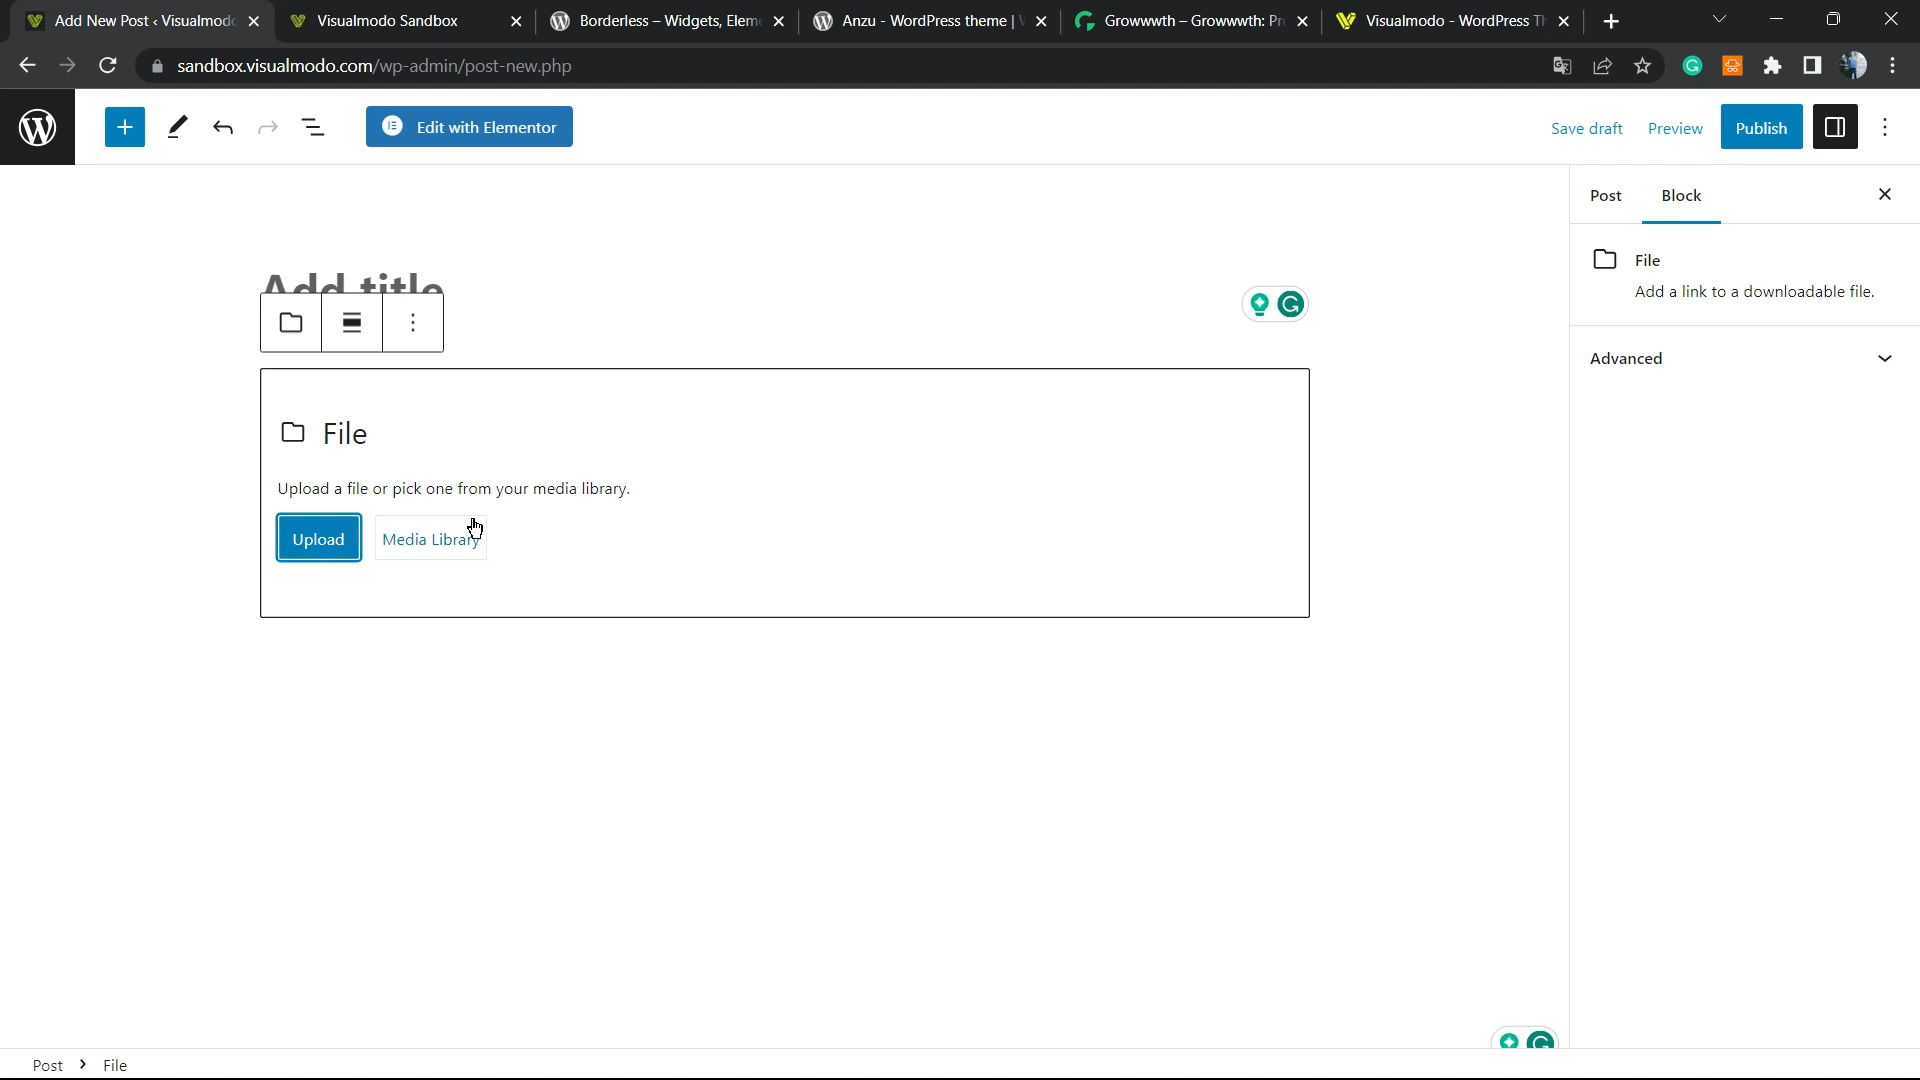 Add New Post ‹ Visualmodo
Visualmodo Sandbox
Borderless – Widgets, Elem
Anzu - WordPress theme |
Growwwth – Growwwth: Pr
Visualmodo - WordPress Th
sandbox.visualmodo.com/wp-admin/post-new.php
Edit with Elementor
Save draft
Preview
Publish
Post
Block
File
Add a link to a downloadable file.
Advanced
Add title
File
Upload a file or pick one from your media library.
Upload
Media Library
Post › File